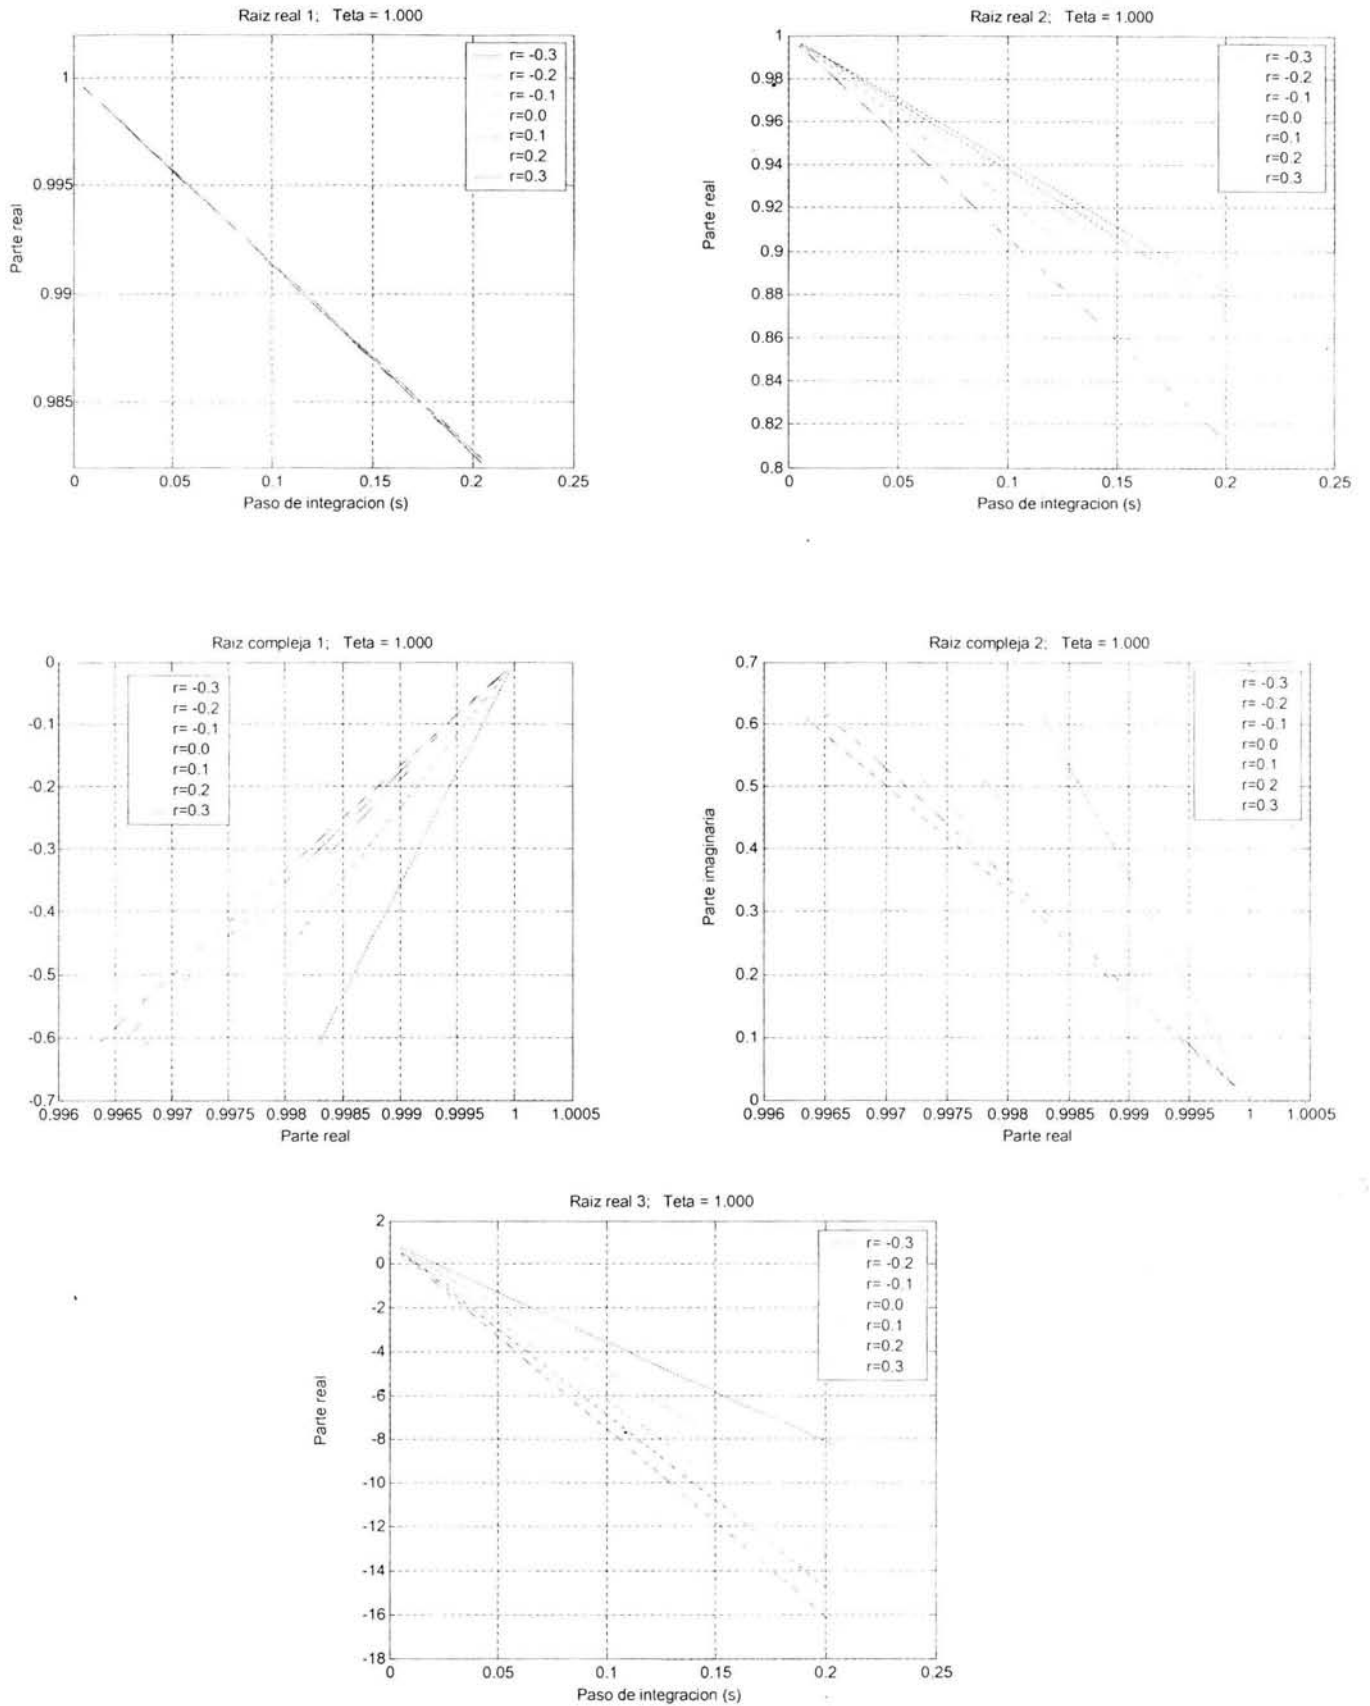 Raiz real 1; Teta = 1.000
1
0.995
0.99
0.985
0 0.05 0.1 0.15 0.2 0.25
Parte real
Paso de integracion (s)
r= -0.3
r= -0.2
r= -0.1
r=0.0
r=0.1
r=0.2
r=0.3
Raiz real 2; Teta = 1.000
1
0.98
0.96
0.94
0.92
0.9
0.88
0.86
0.84
0.82
0.8
0 0.05 0.1 0.15 0.2 0.25
Parte real
Paso de integracion (s)
r= -0.3
r= -0.2
r= -0.1
r=0.0
r=0.1
r=0.2
r=0.3
Raiz compleja 1; Teta = 1.000
0
-0.1
-0.2
-0.3
-0.4
-0.5
-0.6
-0.7
0.996 0.9965 0.997 0.9975 0.998 0.9985 0.999 0.9995 1 1.0005
Parte real
r= -0.3
r= -0.2
r= -0.1
r=0.0
r=0.1
r=0.2
r=0.3
Raiz compleja 2; Teta = 1.000
0.7
0.6
0.5
0.4
0.3
0.2
0.1
0
0.996 0.9965 0.997 0.9975 0.998 0.9985 0.999 0.9995 1 1.0005
Parte imaginaria
Parte real
r= -0.3
r= -0.2
r= -0.1
r=0.0
r=0.1
r=0.2
r=0.3
Raiz real 3; Teta = 1.000
2
0
-2
-4
-6
-8
-10
-12
-14
-16
-18
0 0.05 0.1 0.15 0.2 0.25
Parte real
Paso de integracion (s)
r= -0.3
r= -0.2
r= -0.1
r=0.0
r=0.1
r=0.2
r=0.3